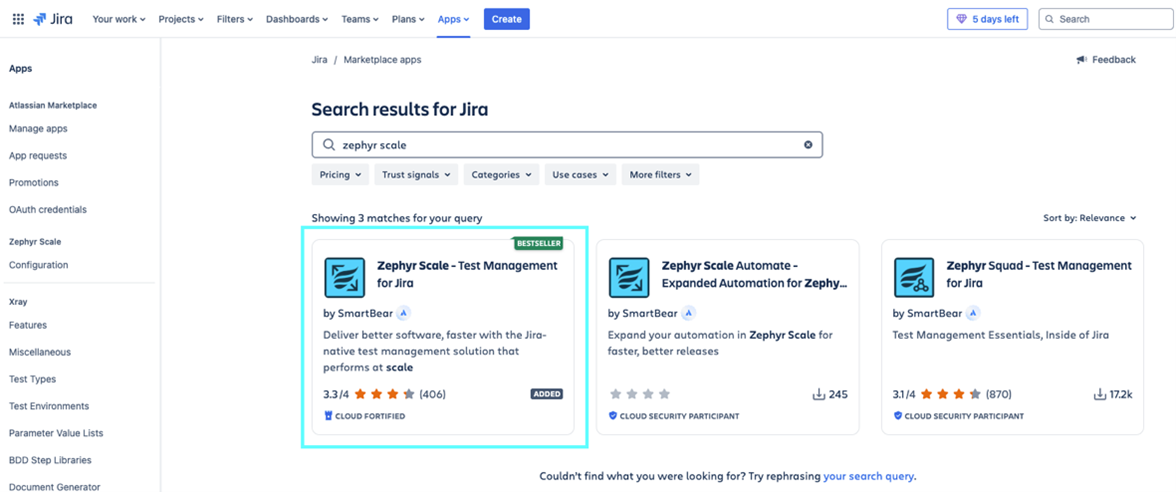 Jira Your work Projects Filters Dashboards Teams Plans Apps Create 5 days left Search
Apps
Atlassian Marketplace
Manage apps
App requests
Promotions
OAuth credentials
Zephyr Scale
Configuration
Xray
Features
Miscellaneous
Test Types
Test Environments
Parameter Value Lists
BDD Step Libraries
Document Generator
Jira / Marketplace apps
Feedback
Search results for Jira
zephyr scale
Pricing Trust signals Categories Use cases More filters
Showing 3 matches for your query
Sort by: Relevance
BESTSELLER
Zephyr Scale - Test Management
for Jira
by SmartBear
Deliver better software, faster with the Jira-
native test management solution that
performs at scale
3.3/4 (406) ADDED
CLOUD FORTIFIED
Zephyr Scale Automate -
Expanded Automation for Zephy...
by SmartBear
Expand your automation in Zephyr Scale for
faster, better releases
245
CLOUD SECURITY PARTICIPANT
Zephyr Squad - Test Management
for Jira
by SmartBear
Test Management Essentials, Inside of Jira
3.1/4 (870) 17.2k
CLOUD SECURITY PARTICIPANT
Couldn't find what you were looking for? Try rephrasing your search query.